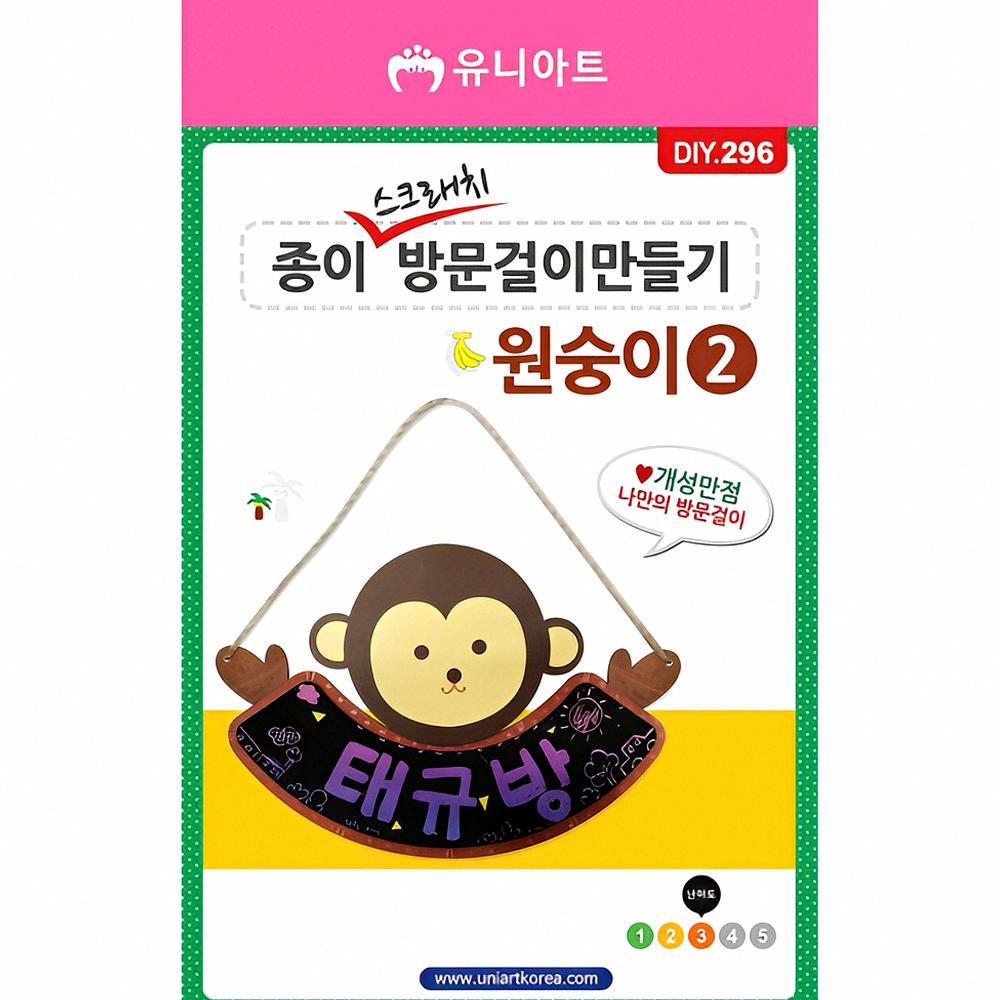 유니아트
DIY.296
스크래치
종이 방문걸이만들기
원숭이 2
♥개성만점
나만의 방문걸이
태규방
난이도
1 2 3 4 5
www.uniartkorea.com